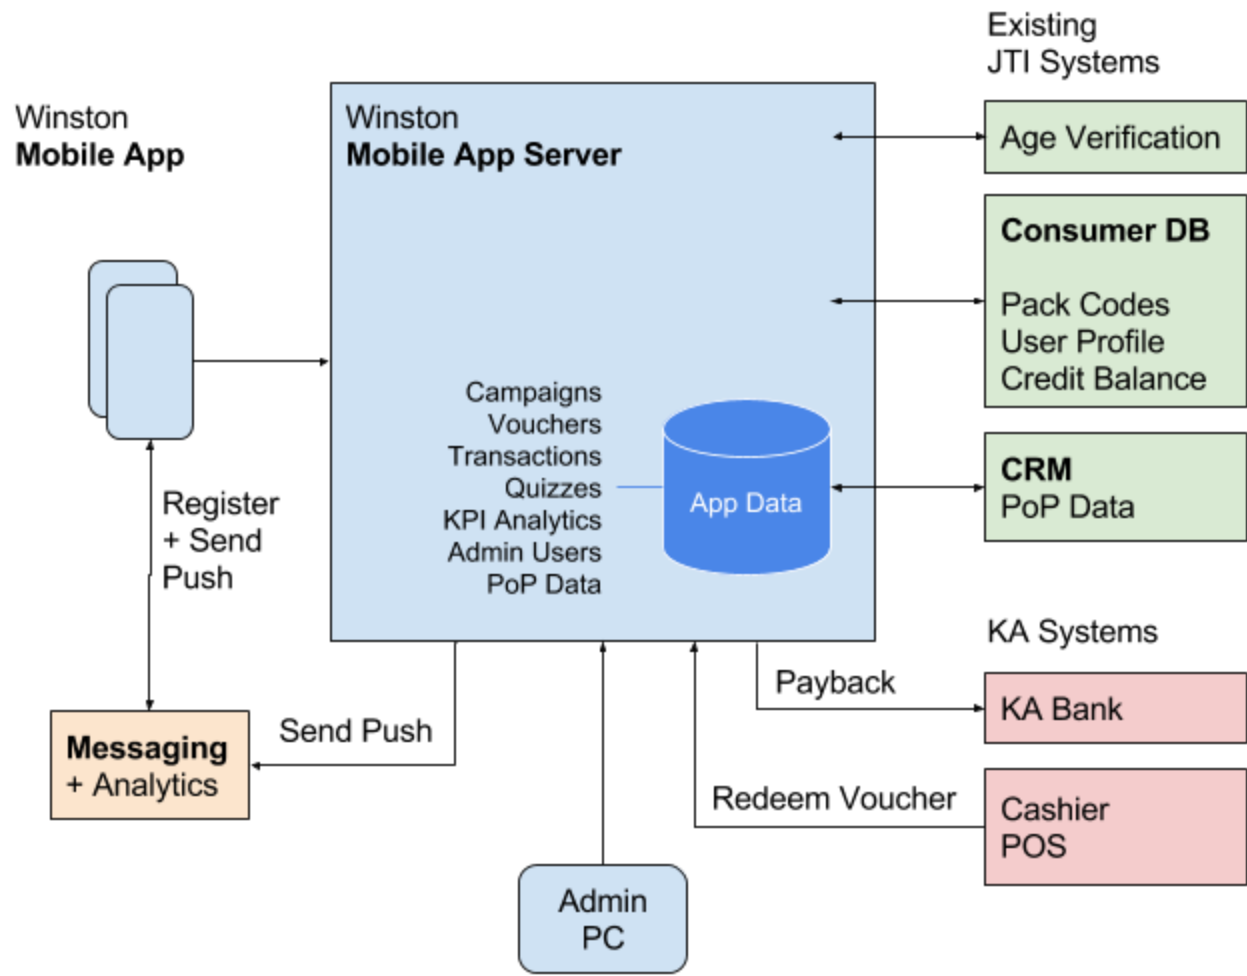 Existing
JTI Systems
Winston
Mobile App
Winston
Mobile App Server
Age Verification
Consumer DB
Pack Codes
User Profile
Credit Balance
Campaigns
Vouchers
Transactions
Quizzes
KPI Analytics
Admin Users
PoP Data
App Data
CRM
PoP Data
Register
+ Send
Push
KA Systems
Payback
KA Bank
Messaging
+ Analytics
Send Push
Redeem Voucher
Cashier
POS
Admin
PC